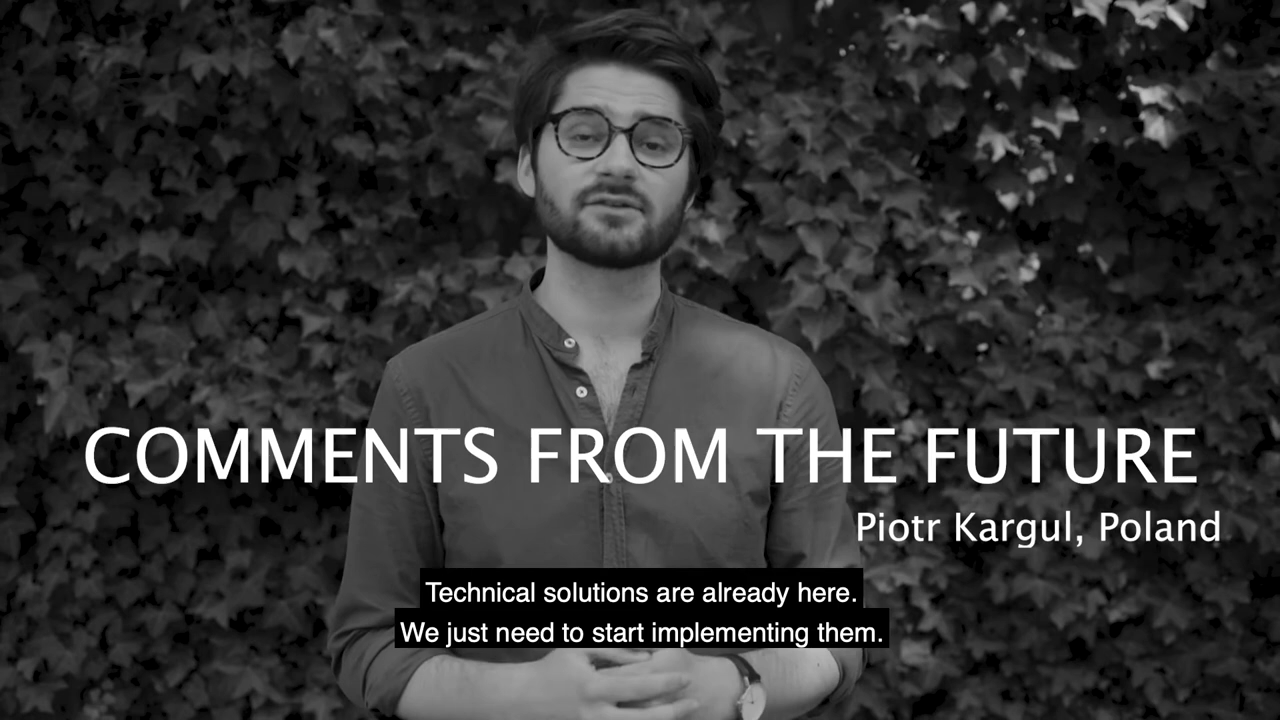 COMMENTS FROM THE FUTURE
Piotr Kargul, Poland
Technical solutions are already here.
We just need to start implementing them.